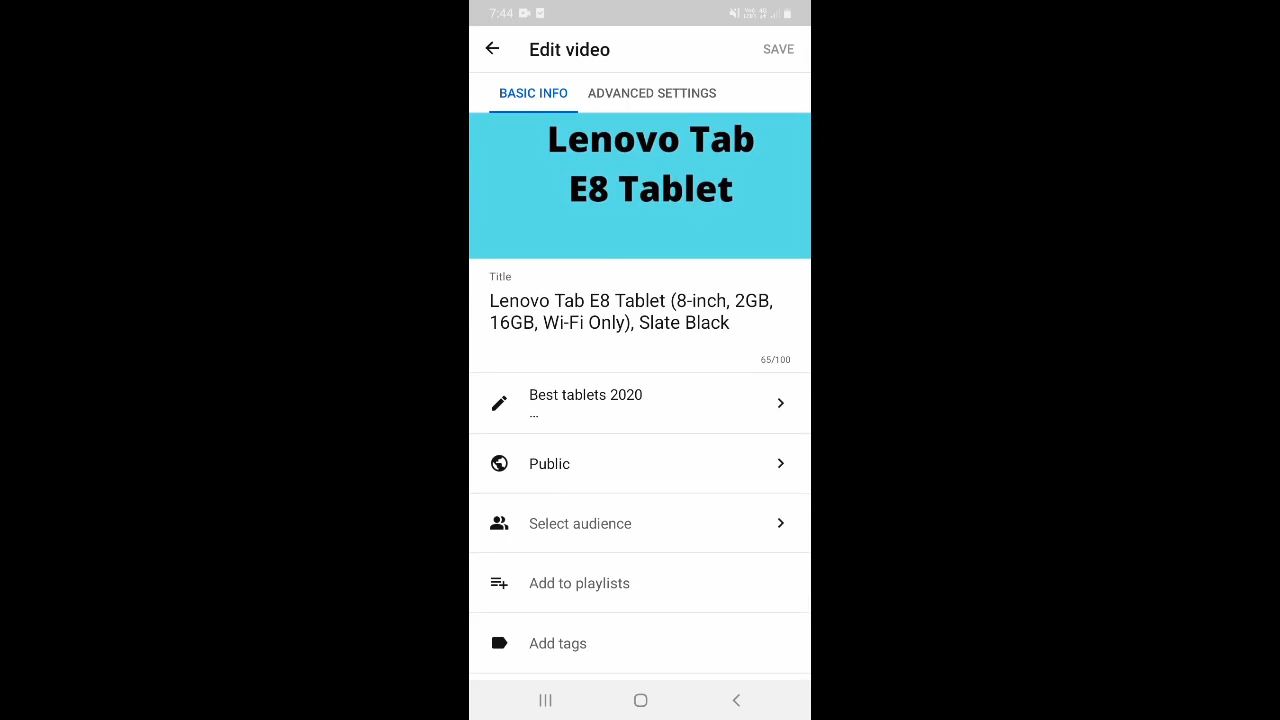 7:44
Edit video
SAVE
BASIC INFO
ADVANCED SETTINGS
Lenovo Tab
E8 Tablet
Title
Lenovo Tab E8 Tablet (8-inch, 2GB,
16GB, Wi-Fi Only), Slate Black
65/100
Best tablets 2020
...
Public
Select audience
Add to playlists
Add tags